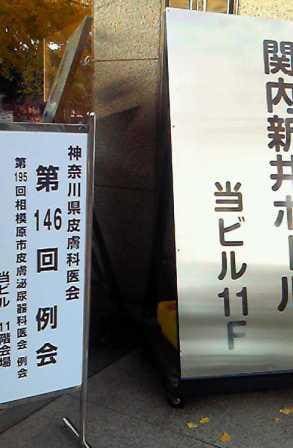 神奈川県皮膚科医会
第146回 例会
第195回相模原市皮膚泌尿器科医会 例会
当ビル 11階会場
関内新井ホール
当ビル11F